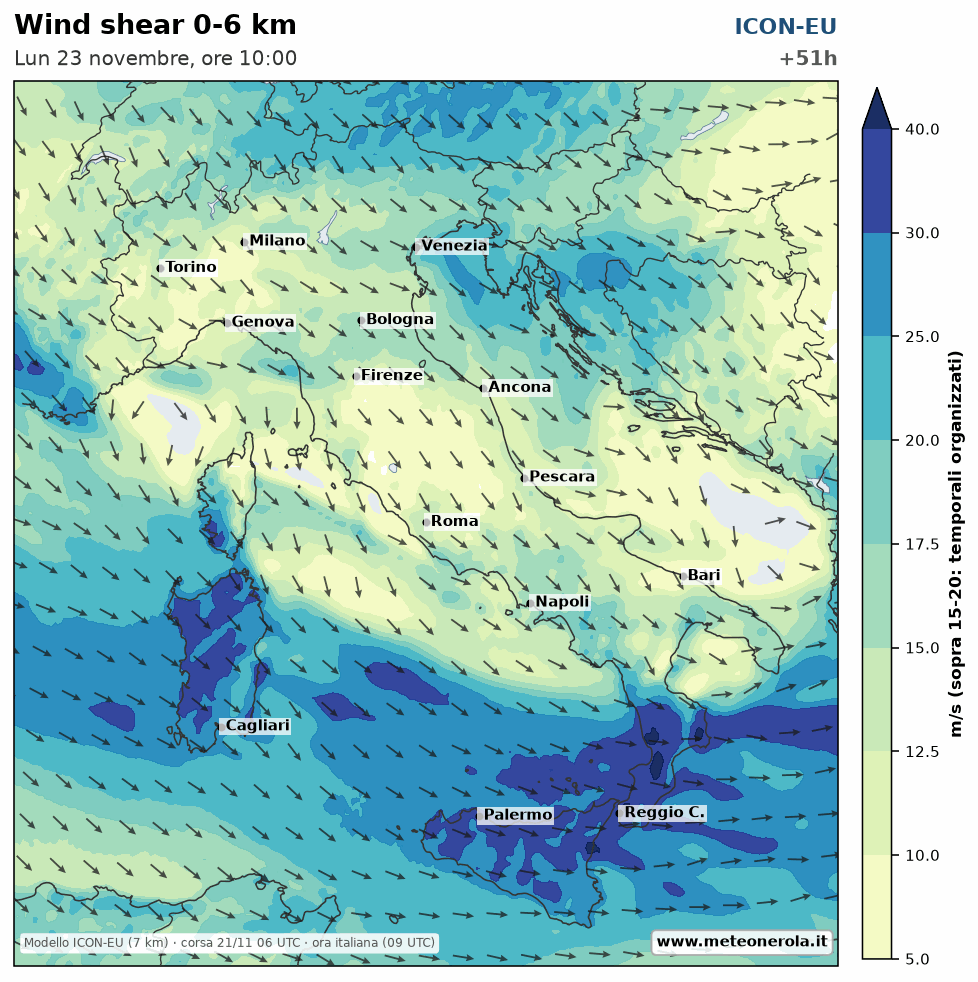 Wind shear 0-6 km
ICON-EU
Lun 23 novembre, ore 10:00
+51h
Milano
Venezia
Torino
Genova
Bologna
Firenze
Ancona
Pescara
Roma
Bari
Napoli
Cagliari
Palermo
Reggio C.
40.0
30.0
25.0
20.0
17.5
15.0
12.5
10.0
5.0
m/s (sopra 15-20: temporali organizzati)
Modello ICON-EU (7 km) · corsa 21/11 06 UTC · ora italiana (09 UTC)
www.meteonerola.it